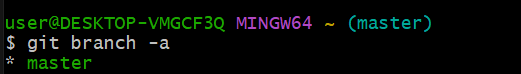 user@DESKTOP-VMGCF3Q MINGW64 ~ (master)
$ git branch -a
* master